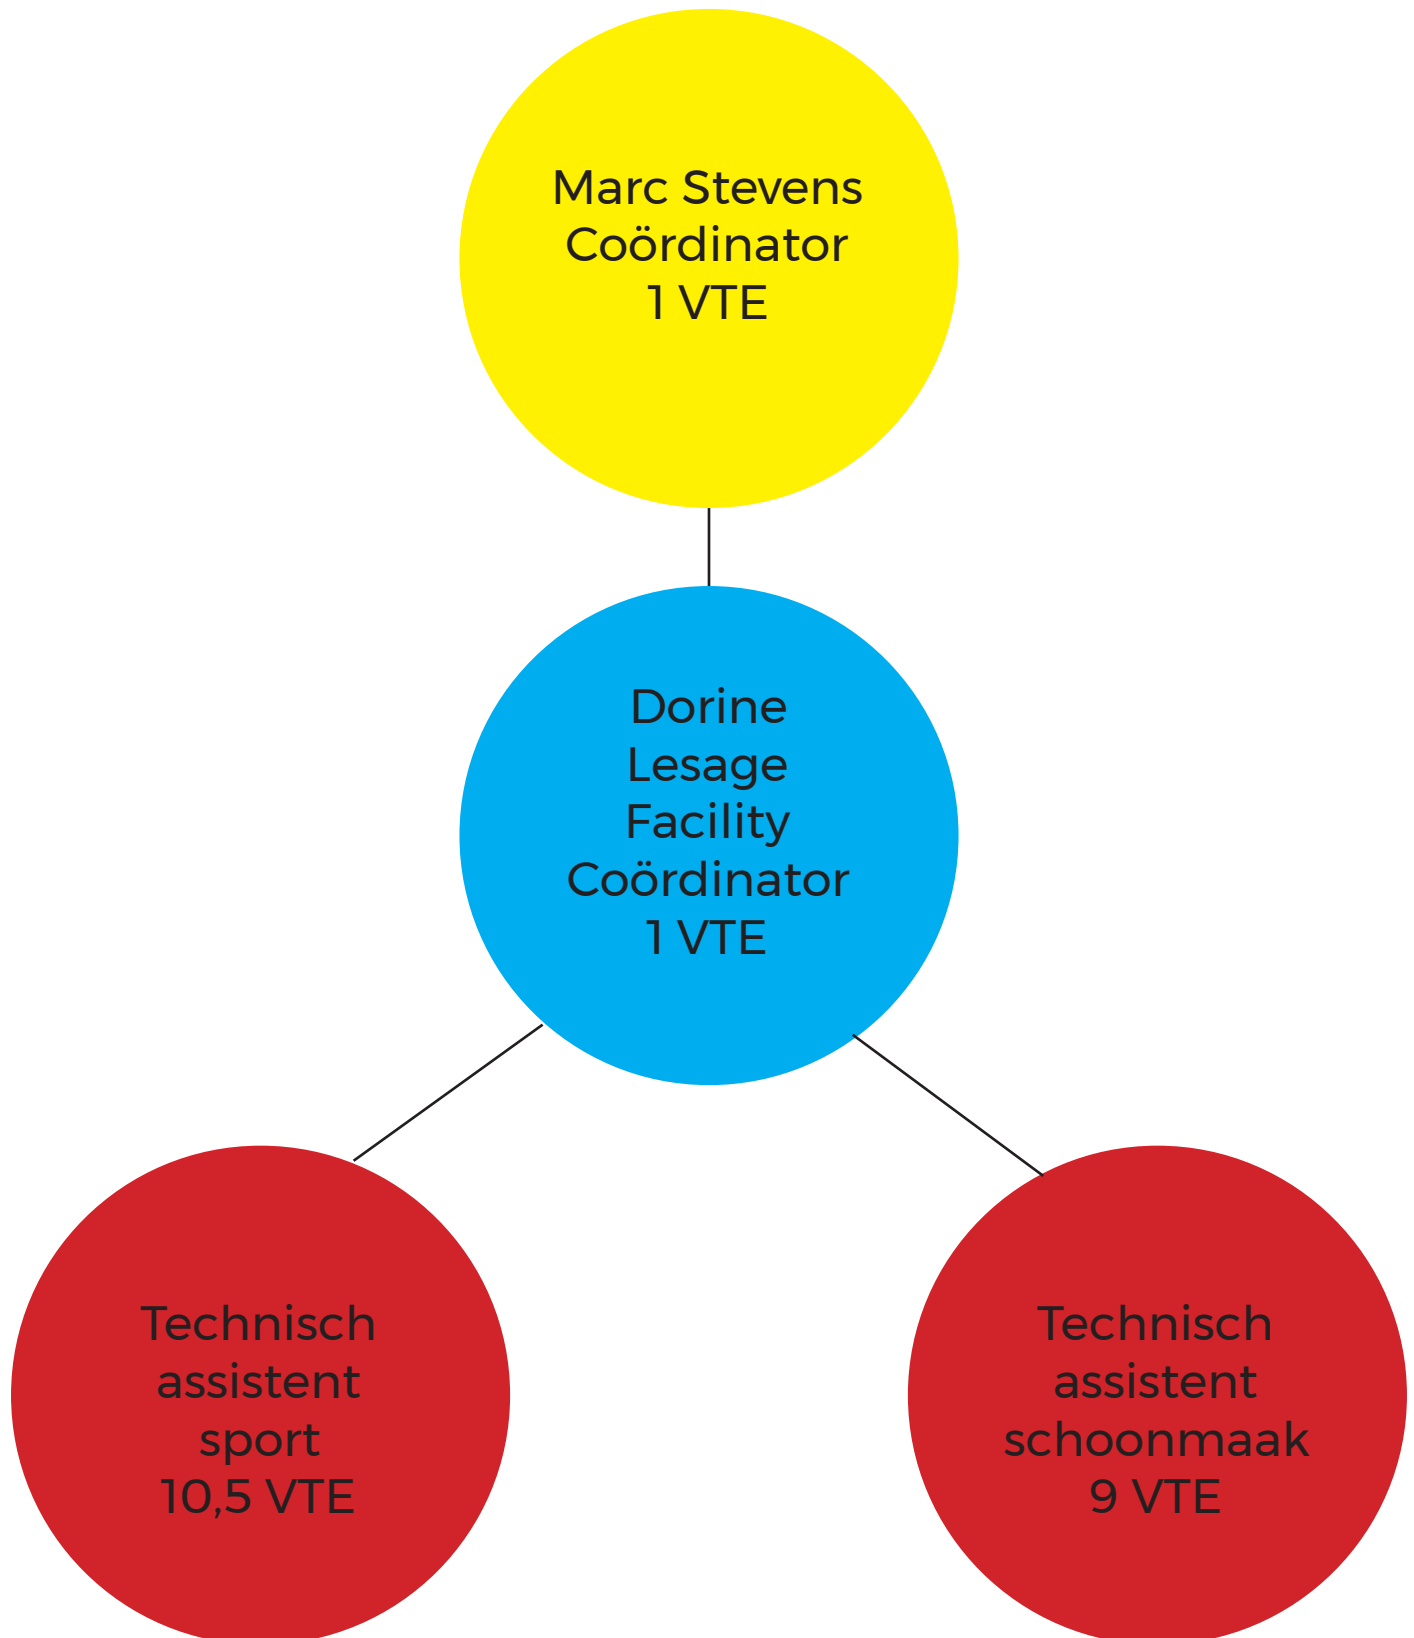 Marc Stevens
Coördinator
1 VTE
Dorine
Lesage
Facility
Coördinator
1 VTE
Technisch
assistent
sport
10,5 VTE
Technisch
assistent
schoonmaak
9 VTE